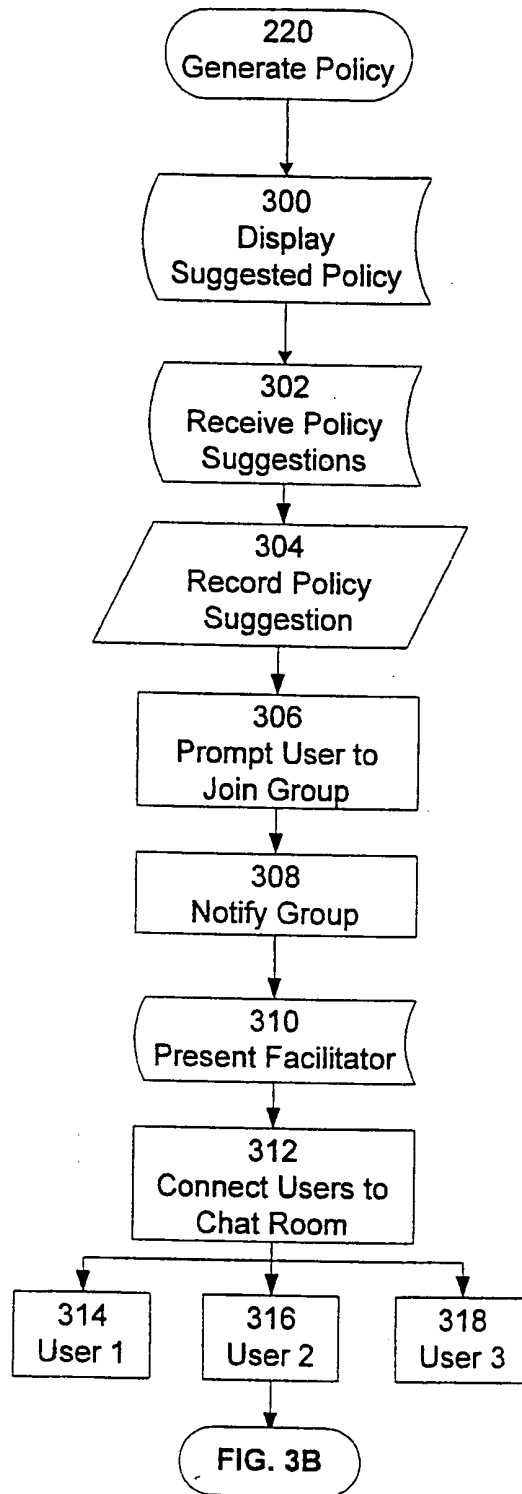 220
Generate Policy
300
Display
Suggested Policy
302
Receive Policy
Suggestions
304
Record Policy
Suggestion
306
Prompt User to
Join Group
308
Notify Group
310
Present Facilitator
312
Connect Users to
Chat Room
314
User 1
316
User 2
318
User 3
FIG. 3B